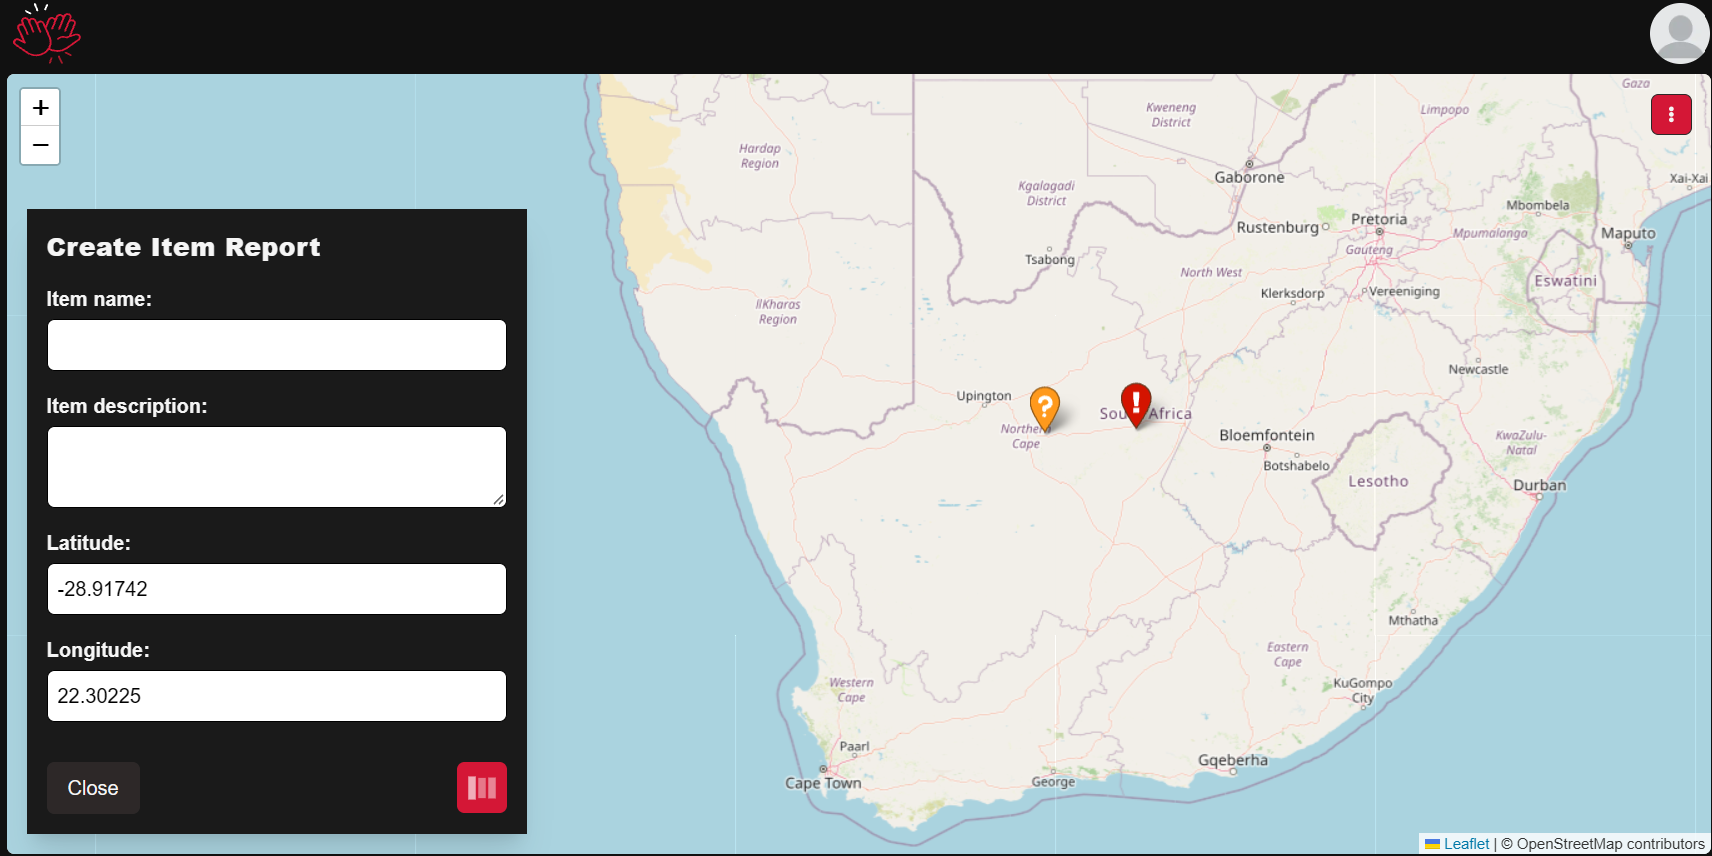 +
−
Create Item Report
Item name:
Item description:
Latitude:
-28.91742
Longitude:
22.30225
Close
Hardap
Region
Kweneng
District
Limpopo
Gaza
Gaborone
Kgalagadi
District
Xai-Xai
Mbombela
Pretoria
Rustenburg
Mpumalanga
Maputo
Gauteng
Tsabong
North West
Eswatini
Klerksdorp
Vereeniging
IlKharas
Region
Newcastle
Upington
?
!
South Africa
Northern
Cape
Bloemfontein
KwaZulu-
Natal
Botshabelo
Lesotho
Durban
Mthatha
Eastern
Cape
Western
Cape
KuGompo
City
Paarl
Gqeberha
Cape Town
George
Leaflet | © OpenStreetMap contributors